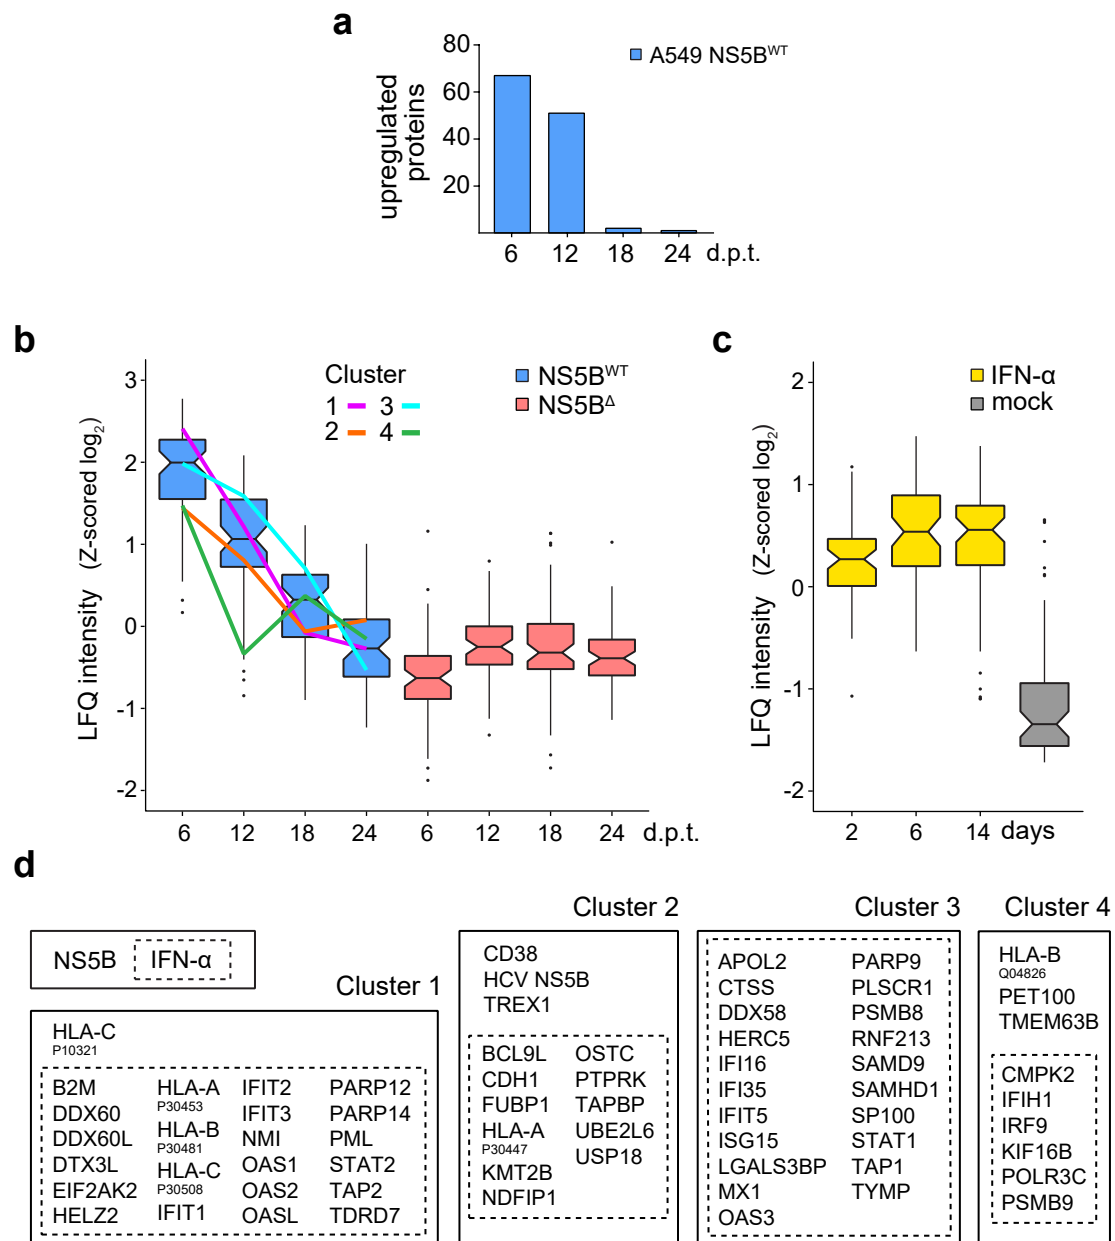 a
upregulated
proteins
80
60
40
20
A549 NS5B^WT
6 12 18 24 d.p.t.
b
LFQ intensity (Z-scored log₂)
3
2
1
0
-1
-2
Cluster
1 3
2 4
NS5B^WT
NS5B^Δ
6 12 18 24 6 12 18 24 d.p.t.
c
LFQ intensity (Z-scored log₂)
2
1
0
-1
-2
IFN-α
mock
2 6 14 days
d
NS5B IFN-α
Cluster 1
HLA-C
P10321
B2M
DDX60
DDX60L
DTX3L
EIF2AK2
HELZ2
HLA-A
P30453
HLA-B
P30481
HLA-C
P30508
IFIT1
IFIT2
IFIT3
NMI
OAS1
OAS2
OASL
PARP12
PARP14
PML
STAT2
TAP2
TDRD7
Cluster 2
CD38
HCV NS5B
TREX1
BCL9L
CDH1
FUBP1
HLA-A
P30447
KMT2B
NDFIP1
OSTC
PTPRK
TAPBP
UBE2L6
USP18
Cluster 3
APOL2
CTSS
DDX58
HERC5
IFI16
IFI35
IFIT5
ISG15
LGALS3BP
MX1
OAS3
PARP9
PLSCR1
PSMB8
RNF213
SAMD9
SAMHD1
SP100
STAT1
TAP1
TYMP
Cluster 4
HLA-B
Q04826
PET100
TMEM63B
CMPK2
IFIH1
IRF9
KIF16B
POLR3C
PSMB9